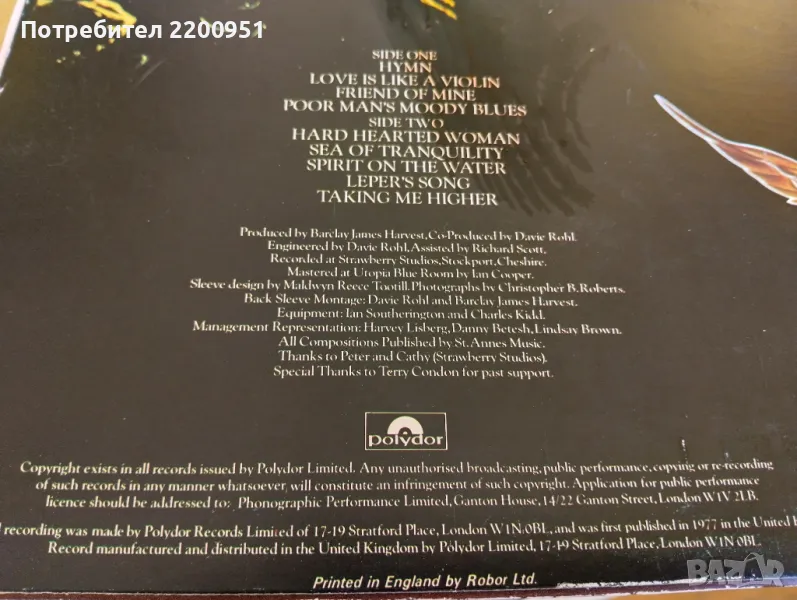 Потребител 2200951
SIDE ONE
HYMN
LOVE IS LIKE A VIOLIN
FRIEND OF MINE
POOR MAN'S MOODY BLUES
SIDE TWO
HARD HEARTED WOMAN
SEA OF TRANQUILITY
SPIRIT ON THE WATER
LEPER'S SONG
TAKING ME HIGHER
Produced by Barclay James Harvest, Co-Produced by Davie Rohl.
Engineered by Davie Rohl, Assisted by Richard Scott.
Recorded at Strawberry Studios, Stockport, Cheshire.
Mastered at Utopia Blue Room by Ian Cooper.
Sleeve design by Maldwyn Reece Tootill. Photographs by Christopher B. Roberts.
Back Sleeve Montage: Davie Rohl and Barclay James Harvest.
Equipment: Ian Southerington and Charles Kidd.
Management Representation: Harvey Lisberg, Danny Betesh, Lindsay Brown.
All Compositions Published by St. Annes Music.
Thanks to Peter and Cathy (Strawberry Studios).
Special Thanks to Terry Condon for past support.
polydor
Copyright exists in all records issued by Polydor Limited. Any unauthorised broadcasting, public performance, copying or re-recording
of such records in any manner whatsoever, will constitute an infringement of such copyright. Application for public performance
licence should be addressed to: Phonographic Performance Limited, Ganton House, 14/22 Ganton Street, London W1V 2LB.
recording was made by Polydor Records Limited of 17-19 Stratford Place, London W1N 0BL, and was first published in 1977 in the United
Record manufactured and distributed in the United Kingdom by Polydor Limited, 17-19 Stratford Place, London W1N 0BL
Printed in England by Robor Ltd.
BAZAR